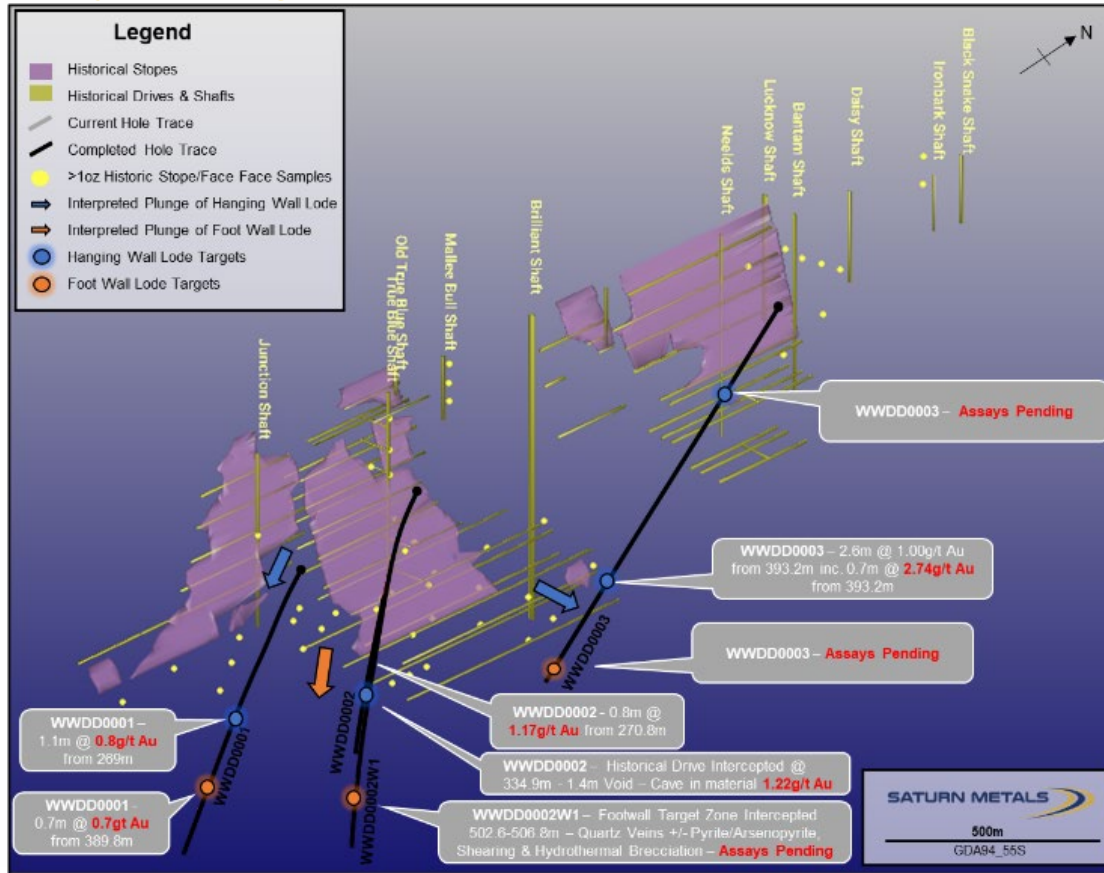 Legend
Historical Stopes
Historical Drives & Shafts
Current Hole Trace
Completed Hole Trace
>1oz Historic Stope/Face Face Samples
Interpreted Plunge of Hanging Wall Lode
Interpreted Plunge of Foot Wall Lode
Hanging Wall Lode Targets
Foot Wall Lode Targets
N
Junction Shaft
True Blue Shaft
Old True Blue Shaft
Mallee Bull Shaft
Brilliant Shaft
Neelds Shaft
Lucknow Shaft
Bantam Shaft
Daisy Shaft
Ironbark Shaft
Black Snake Shaft
WWDD0003 – Assays Pending
WWDD0003 – 2.6m @ 1.00g/t Au
from 393.2m inc. 0.7m @ 2.74g/t Au
from 393.2m
WWDD0003 – Assays Pending
WWDD0003
WWDD0001 –
1.1m @ 0.8g/t Au
from 269m
WWDD0001 -
0.7m @ 0.7gt Au
from 389.8m
WWDD0001
WWDD0002
WWDD0002W1
WWDD0002 - 0.8m @
1.17g/t Au from 270.8m
WWDD0002 – Historical Drive Intercepted @
334.9m - 1.4m Void – Cave in material 1.22g/t Au
WWDD0002W1 – Footwall Target Zone Intercepted
502.6-506.8m – Quartz Veins +/- Pyrite/Arsenopyrite,
Shearing & Hydrothermal Brecciation – Assays Pending
SATURN METALS
500m
GDA94_55S